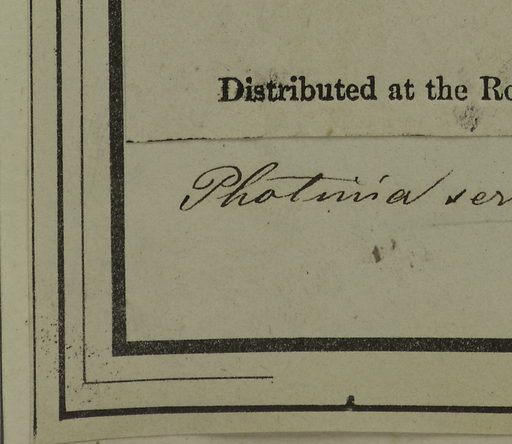 Distributed at the Ro
Photinia ser